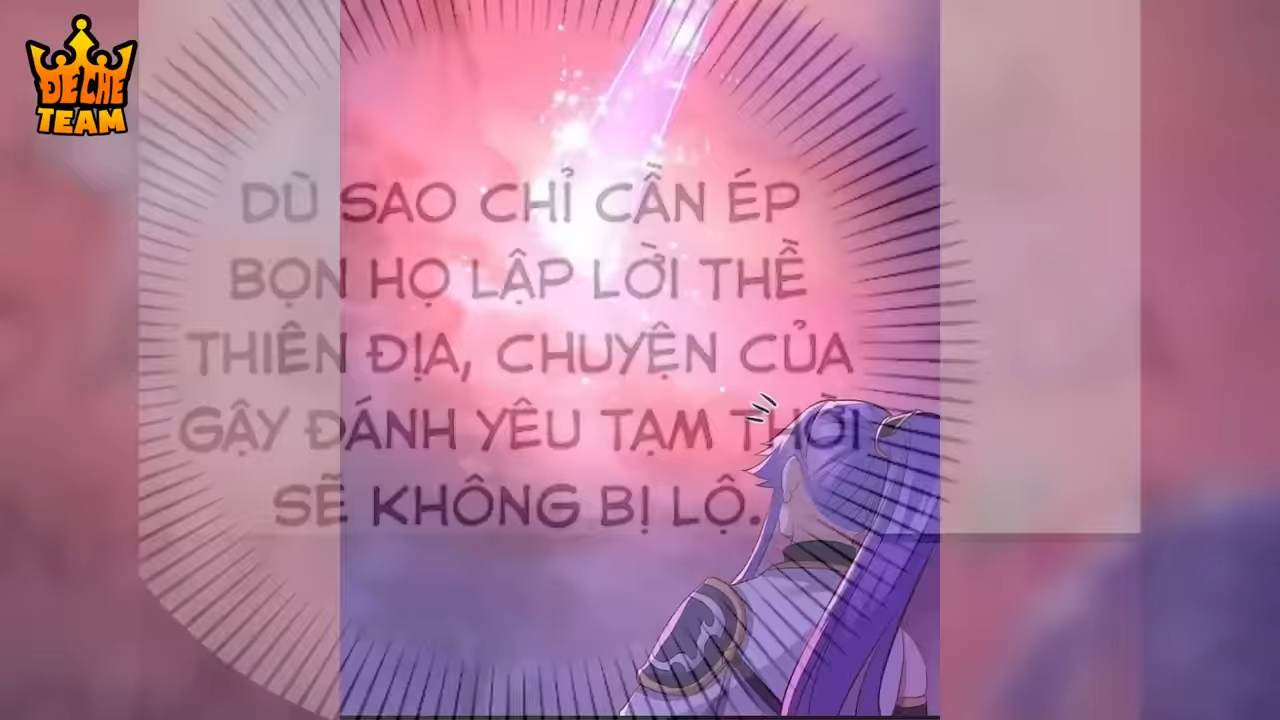 ĐẾ CHẾ
TEAM
DÙ SAO CHỈ CẦN ÉP
BỌN HỌ LẬP LỜI THỀ
THIÊN ĐỊA, CHUYỆN CỦA
GẬY ĐÁNH YÊU TẠM THỜI
SẼ KHÔNG BỊ LỘ.